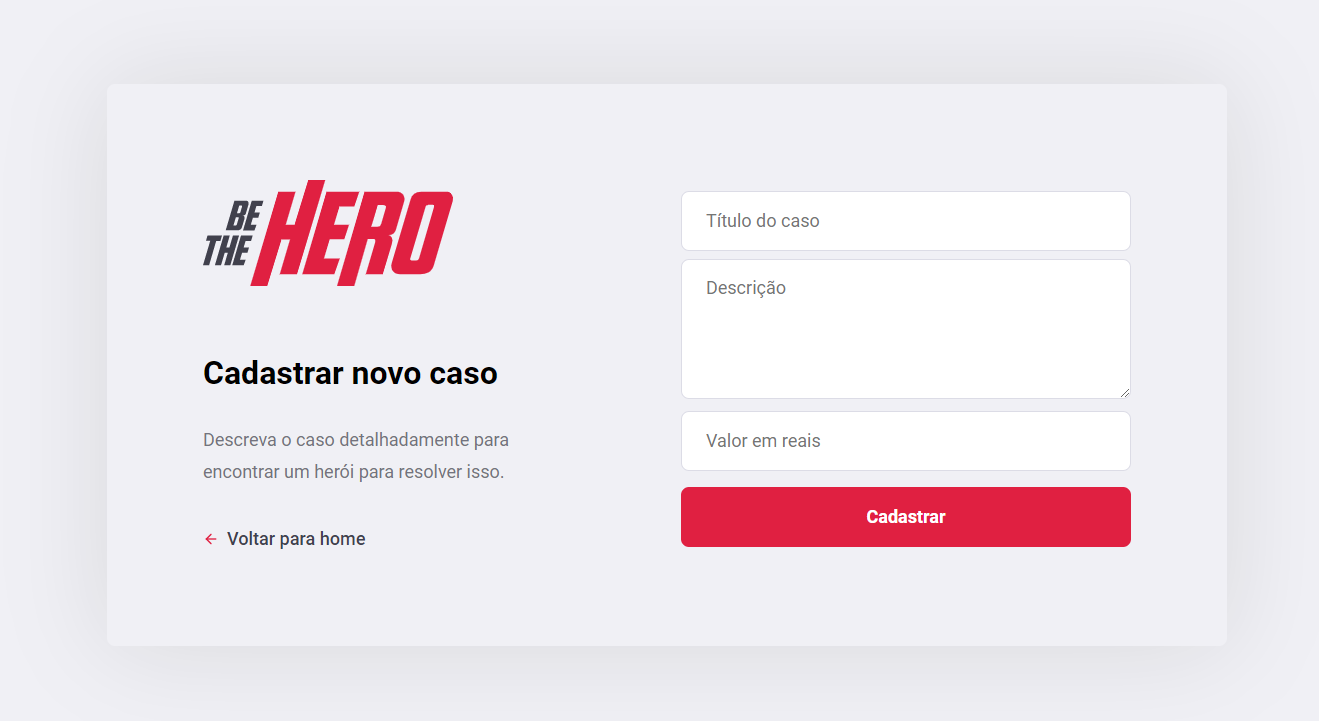 BE
THE
HERO
Cadastrar novo caso
Descreva o caso detalhadamente para
encontrar um herói para resolver isso.
Voltar para home
Título do caso
Descrição
Valor em reais
Cadastrar